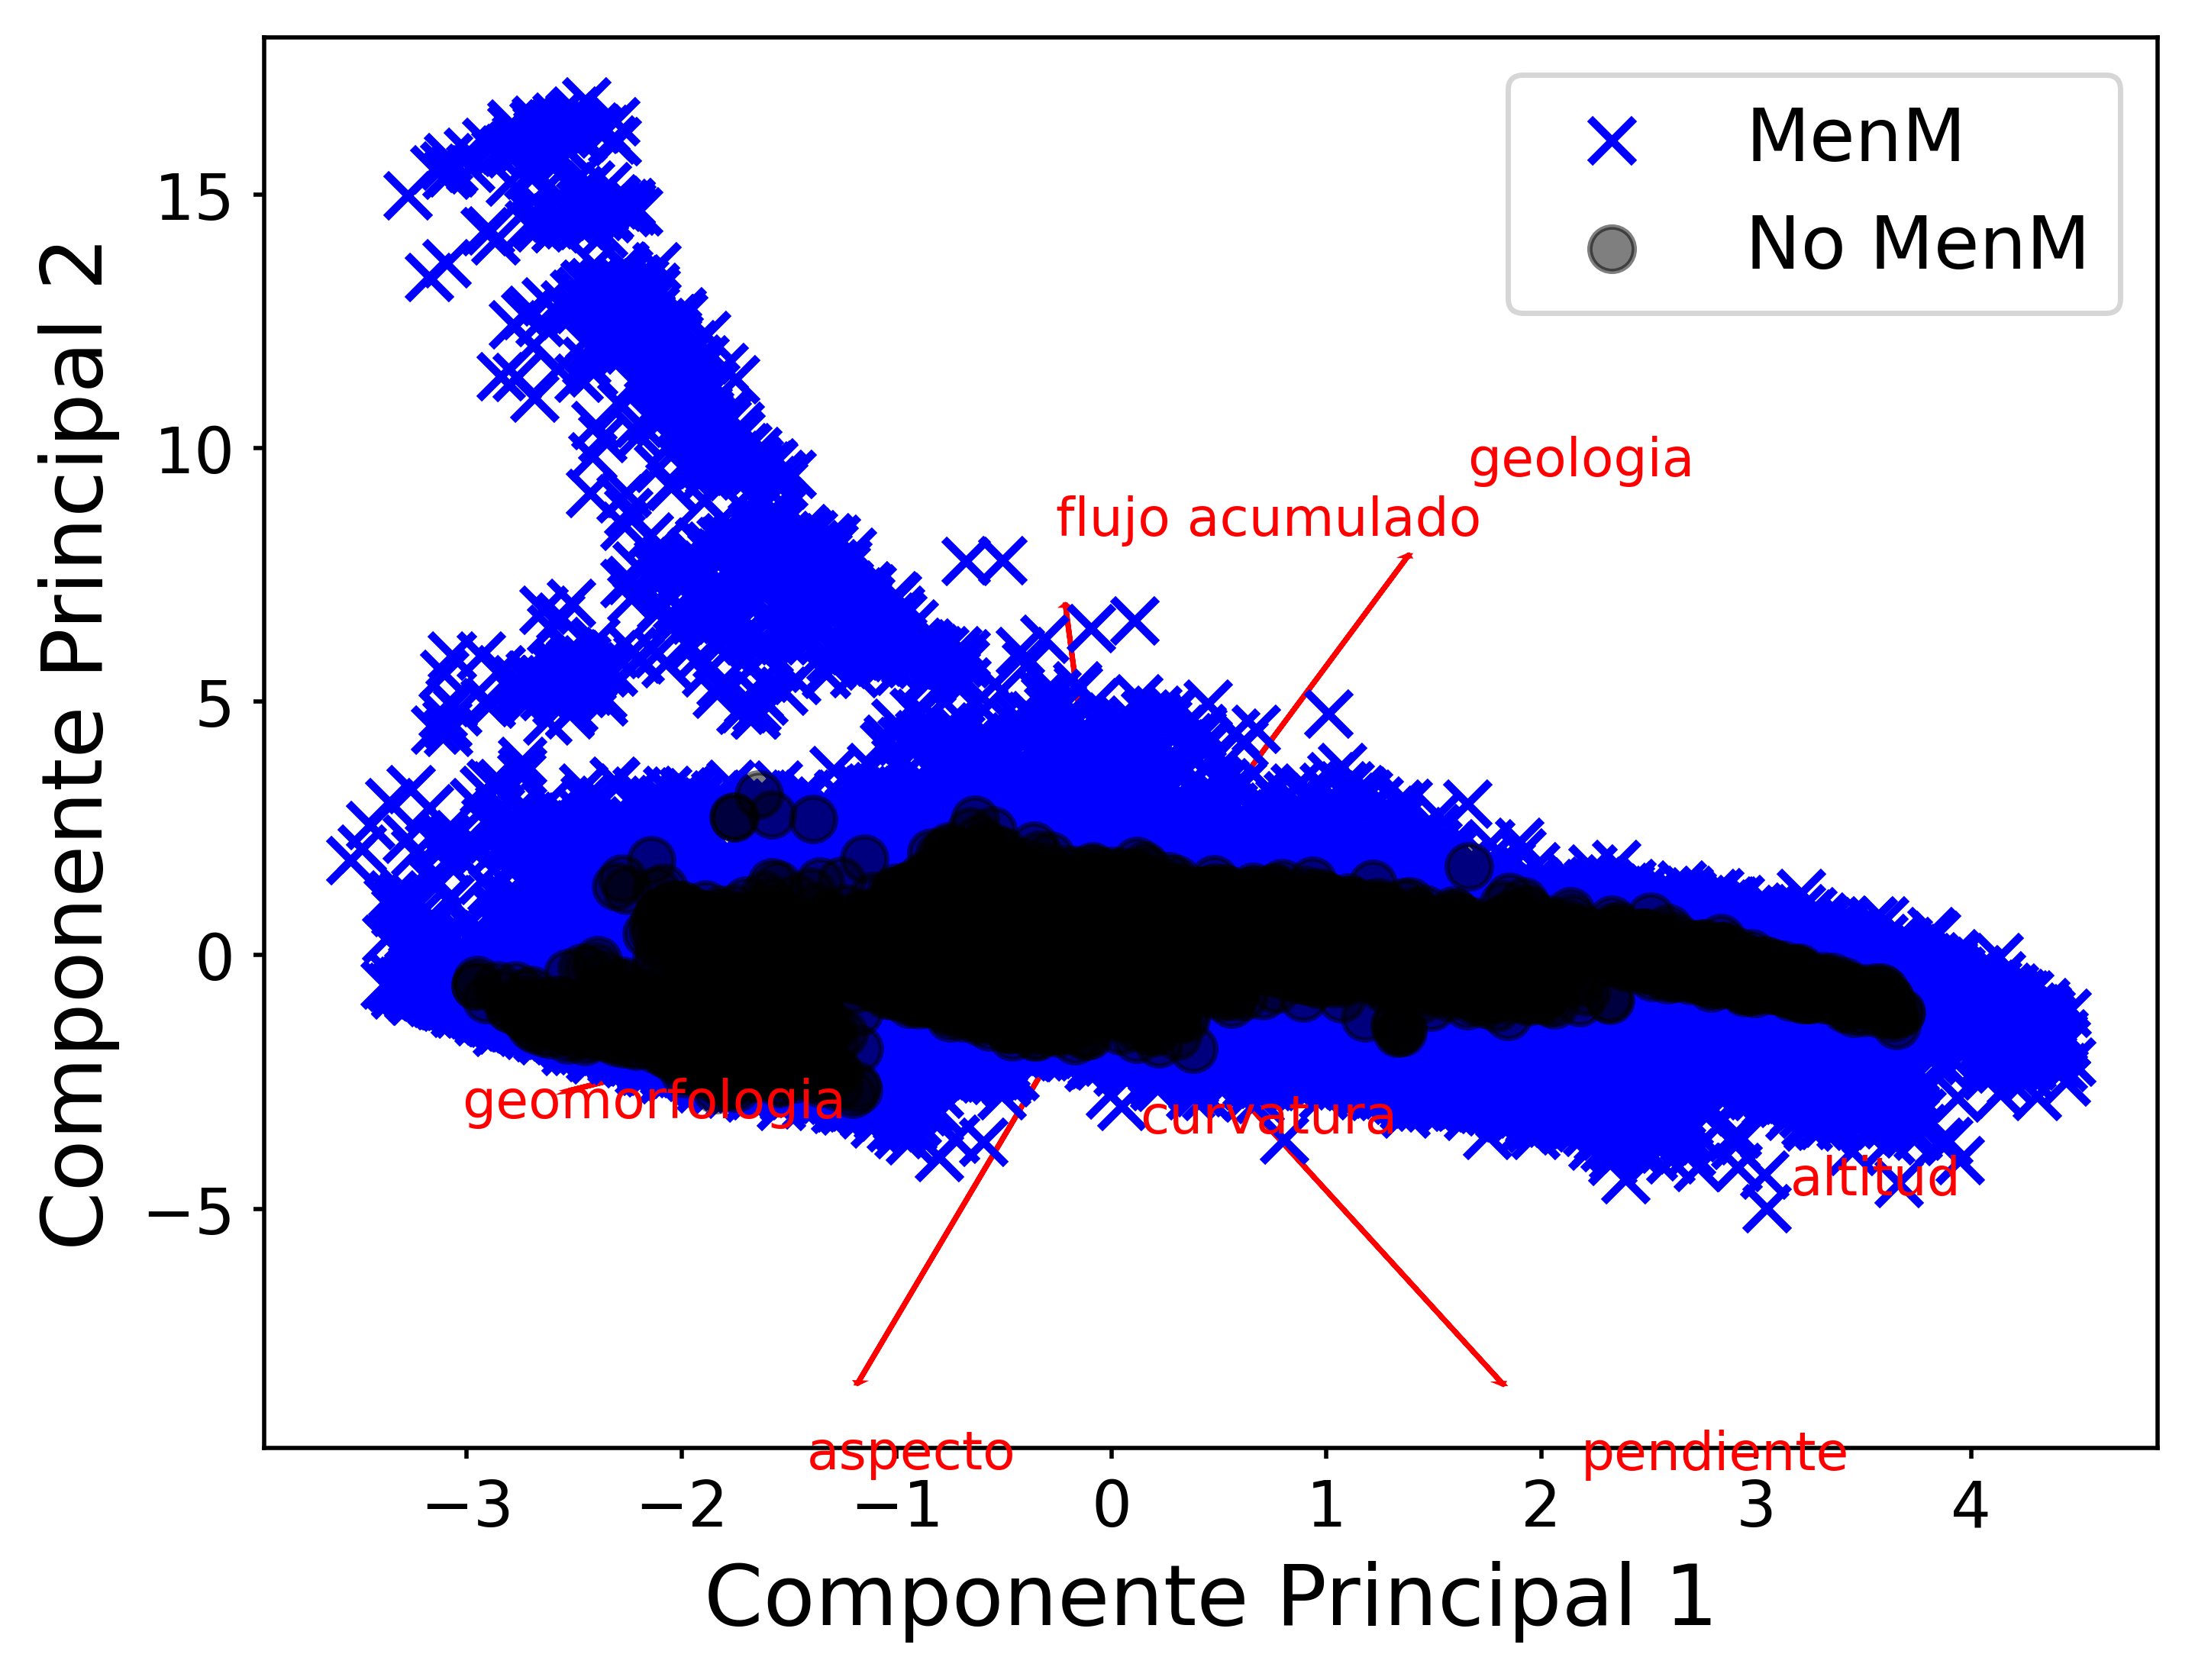 MenM
No MenM
15
10
5
0
−5
Componente Principal 2
geologia
flujo acumulado
geomorfologia
curvatura
altitud
aspecto
pendiente
−3 −2 −1 0 1 2 3 4
Componente Principal 1